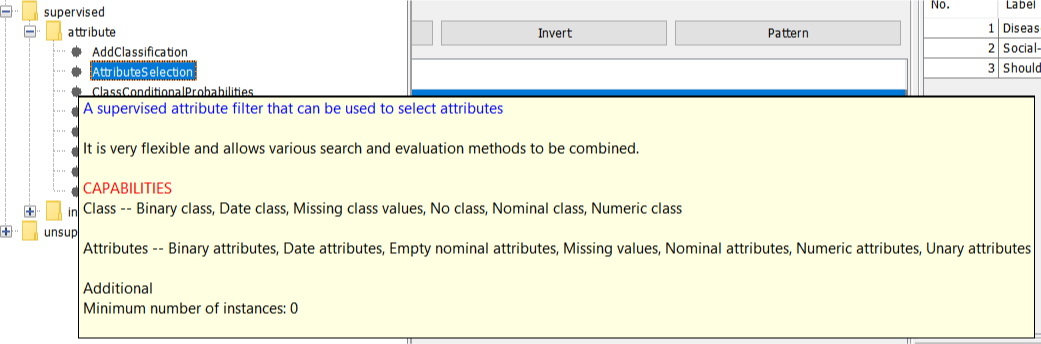 supervised
attribute
AddClassification
AttributeSelection
ClassConditionalProbabilities
in
unsup
Invert
Pattern
No.
Label
1 Diseas
2 Social-
3 Should
A supervised attribute filter that can be used to select attributes
It is very flexible and allows various search and evaluation methods to be combined.
CAPABILITIES
Class -- Binary class, Date class, Missing class values, No class, Nominal class, Numeric class
Attributes -- Binary attributes, Date attributes, Empty nominal attributes, Missing values, Nominal attributes, Numeric attributes, Unary attributes
Additional
Minimum number of instances: 0